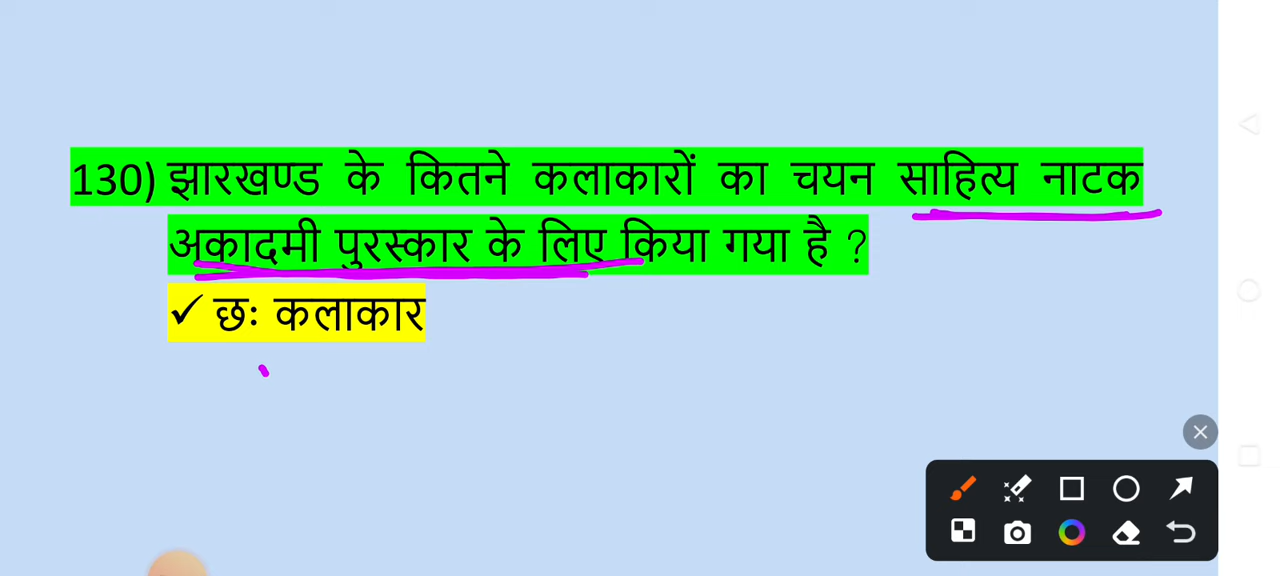 130) झारखण्ड के कितने कलाकारों का चयन साहित्य नाटक
अकादमी पुरस्कार के लिए किया गया है ?
✓ छः कलाकार